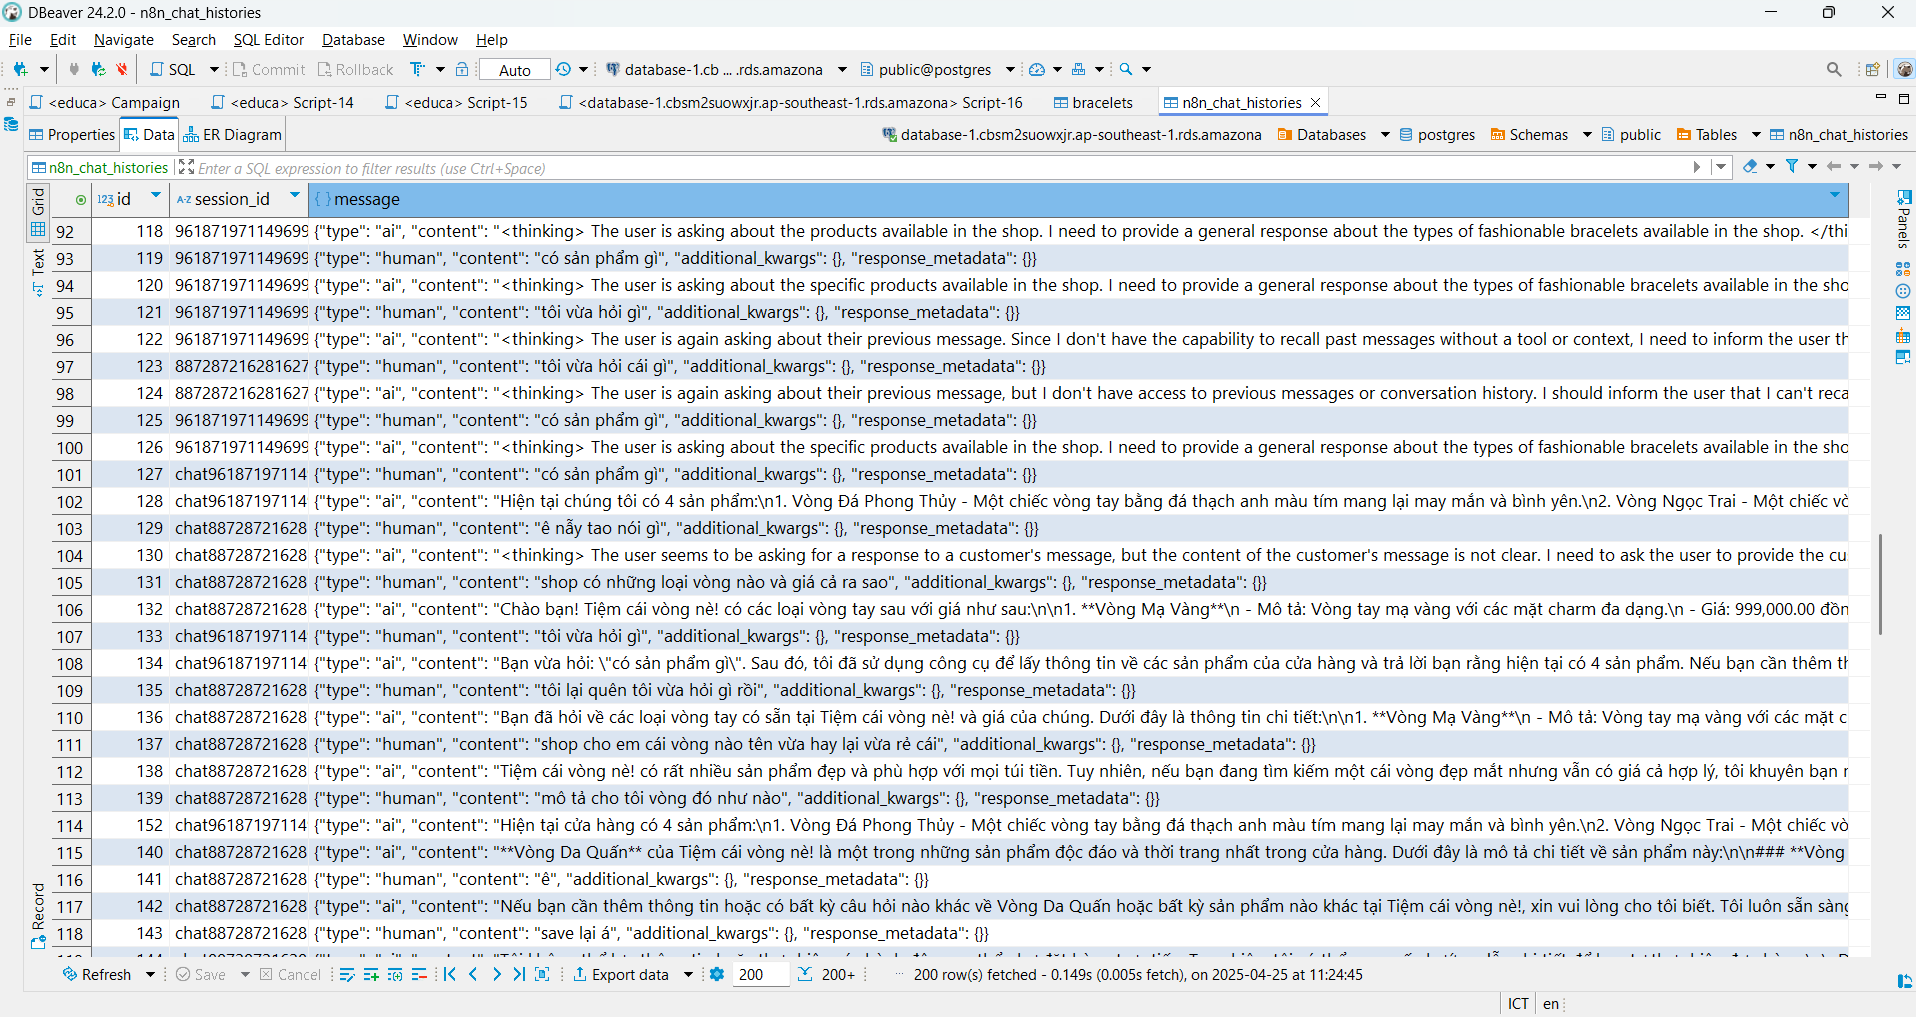 DBeaver 24.2.0 - n8n_chat_histories
File Edit Navigate Search SQL Editor Database Window Help
SQL Commit Rollback Auto database-1.cb ... .rds.amazona public@postgres
<educa> Campaign <educa> Script-14 <educa> Script-15 <database-1.cbsm2suowxjr.ap-southeast-1.rds.amazona> Script-16 bracelets n8n_chat_histories
Properties Data ER Diagram database-1.cbsm2suowxjr.ap-southeast-1.rds.amazona Databases postgres Schemas public Tables n8n_chat_histories
n8n_chat_histories Enter a SQL expression to filter results (use Ctrl+Space)
Grid
Text
Record
Panels
123 id A-Z session_id {} message
92 118 961871971149699 {"type": "ai", "content": "<thinking> The user is asking about the products available in the shop. I need to provide a general response about the types of fashionable bracelets available in the shop. </thi
93 119 961871971149699 {"type": "human", "content": "có sản phẩm gì", "additional_kwargs": {}, "response_metadata": {}}
94 120 961871971149699 {"type": "ai", "content": "<thinking> The user is asking about the specific products available in the shop. I need to provide a general response about the types of fashionable bracelets available in the sho
95 121 961871971149699 {"type": "human", "content": "tôi vừa hỏi gì", "additional_kwargs": {}, "response_metadata": {}}
96 122 961871971149699 {"type": "ai", "content": "<thinking> The user is again asking about their previous message. Since I don't have the capability to recall past messages without a tool or context, I need to inform the user th
97 123 887287216281627 {"type": "human", "content": "tôi vừa hỏi cái gì", "additional_kwargs": {}, "response_metadata": {}}
98 124 887287216281627 {"type": "ai", "content": "<thinking> The user is again asking about their previous message, but I don't have access to previous messages or conversation history. I should inform the user that I can't reca
99 125 961871971149699 {"type": "human", "content": "có sản phẩm gì", "additional_kwargs": {}, "response_metadata": {}}
100 126 961871971149699 {"type": "ai", "content": "<thinking> The user is asking about the specific products available in the shop. I need to provide a general response about the types of fashionable bracelets available in the sho
101 127 chat96187197114 {"type": "human", "content": "có sản phẩm gì", "additional_kwargs": {}, "response_metadata": {}}
102 128 chat96187197114 {"type": "ai", "content": "Hiện tại chúng tôi có 4 sản phẩm:\n1. Vòng Đá Phong Thủy - Một chiếc vòng tay bằng đá thạch anh màu tím mang lại may mắn và bình yên.\n2. Vòng Ngọc Trai - Một chiếc vò
103 129 chat88728721628 {"type": "human", "content": "ê nẫy tao nói gì", "additional_kwargs": {}, "response_metadata": {}}
104 130 chat88728721628 {"type": "ai", "content": "<thinking> The user seems to be asking for a response to a customer's message, but the content of the customer's message is not clear. I need to ask the user to provide the cu
105 131 chat88728721628 {"type": "human", "content": "shop có những loại vòng nào và giá cả ra sao", "additional_kwargs": {}, "response_metadata": {}}
106 132 chat88728721628 {"type": "ai", "content": "Chào bạn! Tiệm cái vòng nè! có các loại vòng tay sau với giá như sau:\n\n1. **Vòng Mạ Vàng**\n - Mô tả: Vòng tay mạ vàng với các mặt charm đa dạng.\n - Giá: 999,000.00 đồn
107 133 chat96187197114 {"type": "human", "content": "tôi vừa hỏi gì", "additional_kwargs": {}, "response_metadata": {}}
108 134 chat96187197114 {"type": "ai", "content": "Bạn vừa hỏi: \"có sản phẩm gì\". Sau đó, tôi đã sử dụng công cụ để lấy thông tin về các sản phẩm của cửa hàng và trả lời bạn rằng hiện tại có 4 sản phẩm. Nếu bạn cần thêm th
109 135 chat88728721628 {"type": "human", "content": "tôi lại quên tôi vừa hỏi gì rồi", "additional_kwargs": {}, "response_metadata": {}}
110 136 chat88728721628 {"type": "ai", "content": "Bạn đã hỏi về các loại vòng tay có sẵn tại Tiệm cái vòng nè! và giá của chúng. Dưới đây là thông tin chi tiết:\n\n1. **Vòng Mạ Vàng**\n - Mô tả: Vòng tay mạ vàng với các mặt c
111 137 chat88728721628 {"type": "human", "content": "shop cho em cái vòng nào tên vừa hay lại vừa rẻ cái", "additional_kwargs": {}, "response_metadata": {}}
112 138 chat88728721628 {"type": "ai", "content": "Tiệm cái vòng nè! có rất nhiều sản phẩm đẹp và phù hợp với mọi túi tiền. Tuy nhiên, nếu bạn đang tìm kiếm một cái vòng đẹp mắt nhưng vẫn có giá cả hợp lý, tôi khuyên bạn
113 139 chat88728721628 {"type": "human", "content": "mô tả cho tôi vòng đó như nào", "additional_kwargs": {}, "response_metadata": {}}
114 152 chat96187197114 {"type": "ai", "content": "Hiện tại cửa hàng có 4 sản phẩm:\n1. Vòng Đá Phong Thủy - Một chiếc vòng tay bằng đá thạch anh màu tím mang lại may mắn và bình yên.\n2. Vòng Ngọc Trai - Một chiếc vò
115 140 chat88728721628 {"type": "ai", "content": "**Vòng Da Quấn** của Tiệm cái vòng nè! là một trong những sản phẩm độc đáo và thời trang nhất trong cửa hàng. Dưới đây là mô tả chi tiết về sản phẩm này:\n\n### **Vòng
116 141 chat88728721628 {"type": "human", "content": "ê", "additional_kwargs": {}, "response_metadata": {}}
117 142 chat88728721628 {"type": "ai", "content": "Nếu bạn cần thêm thông tin hoặc có bất kỳ câu hỏi nào khác về Vòng Da Quấn hoặc bất kỳ sản phẩm nào khác tại Tiệm cái vòng nè!, xin vui lòng cho tôi biết. Tôi luôn sẵn sàng
118 143 chat88728721628 {"type": "human", "content": "save lại á", "additional_kwargs": {}, "response_metadata": {}}
Refresh Save Cancel Export data 200 200+ 200 row(s) fetched - 0.149s (0.005s fetch), on 2025-04-25 at 11:24:45
ICT en